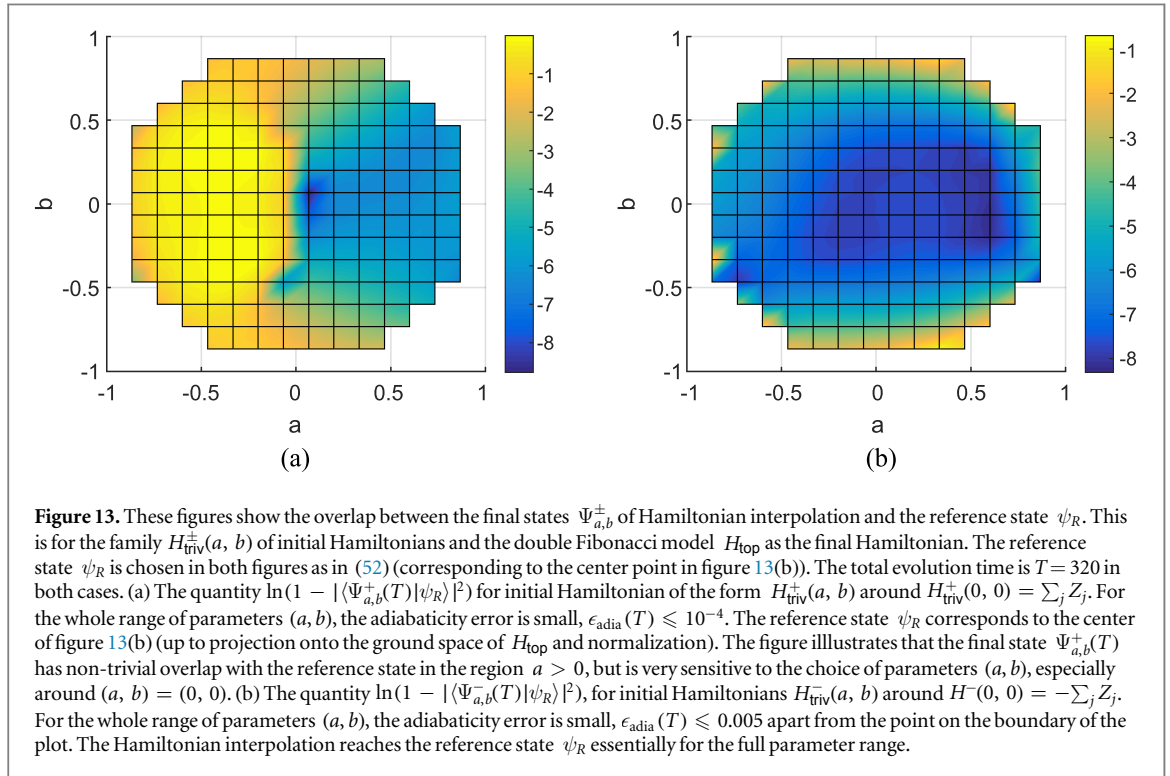 1
0.5
0
-0.5
-1
b
-1 -0.5 0 0.5 1
a
-1
-2
-3
-4
-5
-6
-7
-8
(a)
1
0.5
0
-0.5
-1
b
-1 -0.5 0 0.5 1
a
-1
-2
-3
-4
-5
-6
-7
-8
(b)
Figure 13. These figures show the overlap between the final states Ψ±a,b of Hamiltonian interpolation and the reference state ψR. This
is for the family H±triv(a, b) of initial Hamiltonians and the double Fibonacci model Htop as the final Hamiltonian. The reference
state ψR is chosen in both figures as in (52) (corresponding to the center point in figure 13(b)). The total evolution time is T = 320 in
both cases. (a) The quantity ln(1 − |⟨Ψ+a,b(T)|ψR⟩|²) for initial Hamiltonian of the form H+triv(a, b) around H+triv(0, 0) = ∑j Zj. For
the whole range of parameters (a, b), the adiabaticity error is small, ϵadia(T) ⩽ 10−4. The reference state ψR corresponds to the center
of figure 13(b) (up to projection onto the ground space of Htop and normalization). The figure illlustrates that the final state Ψ+a,b(T)
has non-trivial overlap with the reference state in the region a > 0, but is very sensitive to the choice of parameters (a, b), especially
around (a, b) = (0, 0). (b) The quantity ln(1 − |⟨Ψ−a,b(T)|ψR⟩|²), for initial Hamiltonians H−triv(a, b) around H−(0, 0) = −∑j Zj.
For the whole range of parameters (a, b), the adiabaticity error is small, ϵadia(T) ⩽ 0.005 apart from the point on the boundary of the
plot. The Hamiltonian interpolation reaches the reference state ψR essentially for the full parameter range.